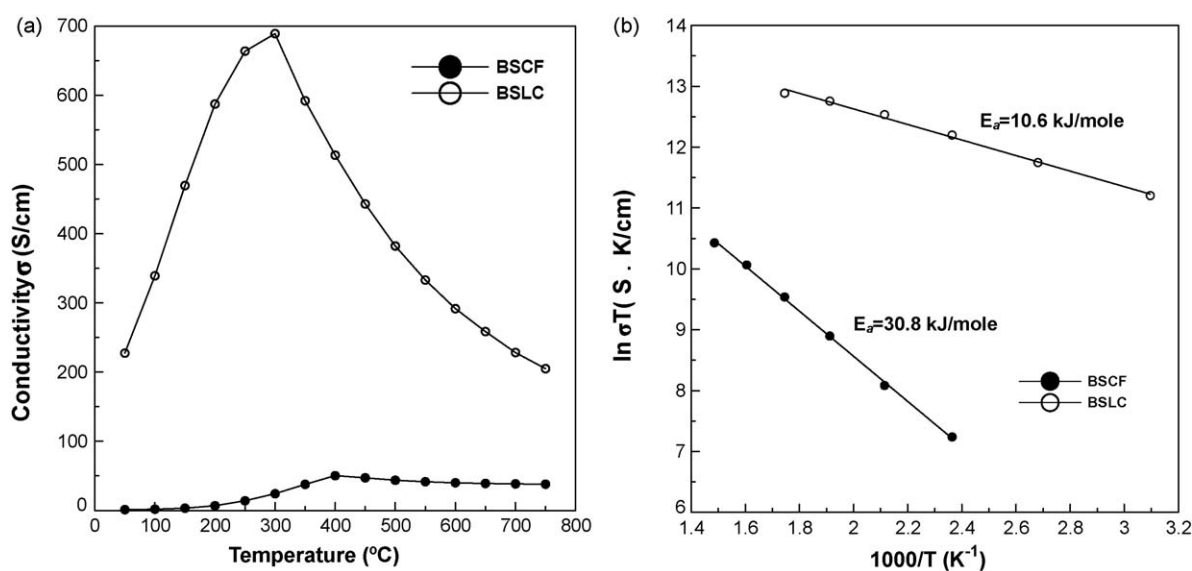 (a)
700
600
500
400
300
200
100
0
0 100 200 300 400 500 600 700 800
Conductivity σ (S/cm)
Temperature (ºC)
BSCF
BSLC
(b)
14
13
12
11
10
9
8
7
6
1.4 1.6 1.8 2 2.2 2.4 2.6 2.8 3 3.2
ln σT( S . K/cm)
1000/T (K⁻¹)
Eₐ=10.6 kJ/mole
Eₐ=30.8 kJ/mole
BSCF
BSLC